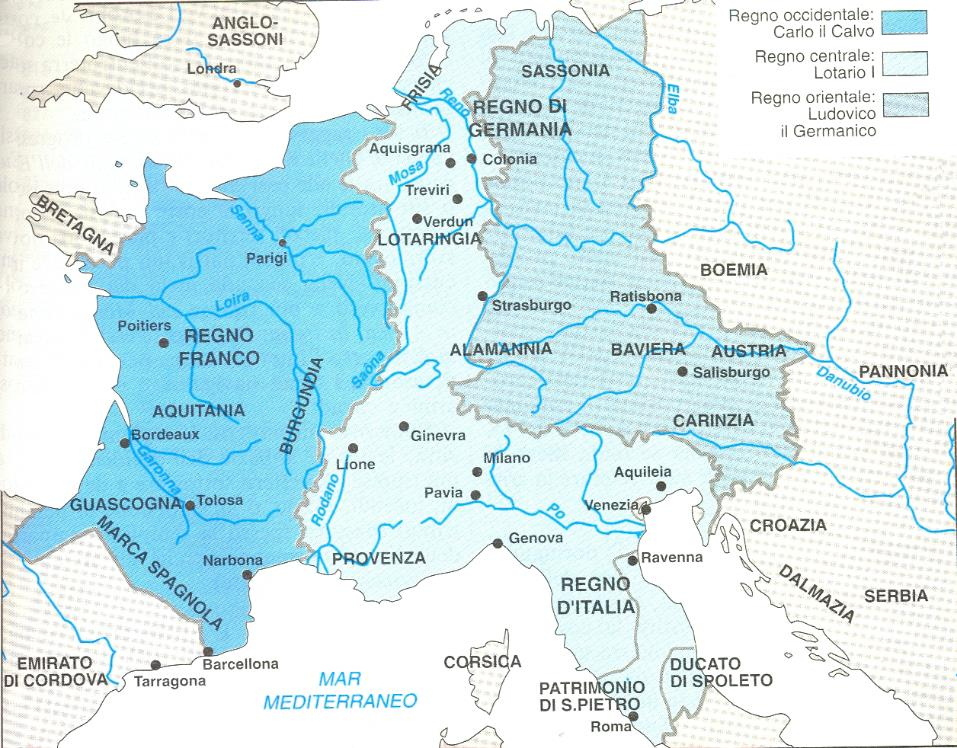 ANGLO-
SASSONI
Londra
Regno occidentale:
Carlo il Calvo
Regno centrale:
Lotario I
Regno orientale:
Ludovico
il Germanico
FRISIA
SASSONIA
Elba
Reno
REGNO DI
GERMANIA
Aquisgrana
Colonia
Mosa
Treviri
Verdun
LOTARINGIA
BRETAGNA
Senna
Parigi
BOEMIA
Strasburgo
Ratisbona
Loira
Poitiers
REGNO
FRANCO
Saôna
ALAMANNIA
BAVIERA
AUSTRIA
Salisburgo
Danubio
PANNONIA
AQUITANIA
BURGUNDIA
CARINZIA
Bordeaux
Ginevra
Garonna
Lione
Milano
Aquileia
GUASCOGNA
Tolosa
Rodano
Pavia
Po
Venezia
CROAZIA
MARCA SPAGNOLA
Narbona
PROVENZA
Genova
Ravenna
REGNO
D'ITALIA
DALMAZIA
SERBIA
EMIRATO
DI CORDOVA
Barcellona
Tarragona
MAR
MEDITERRANEO
CORSICA
PATRIMONIO
DI S.PIETRO
Roma
DUCATO
DI SPOLETO